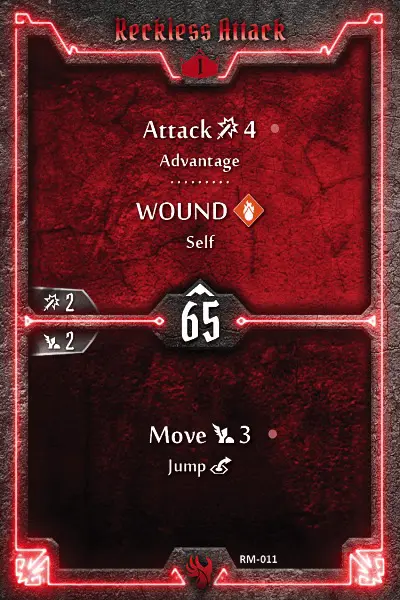 Reckless Attack
1
Attack 4
Advantage
WOUND
Self
2
65
2
Move 3
Jump
RM-011